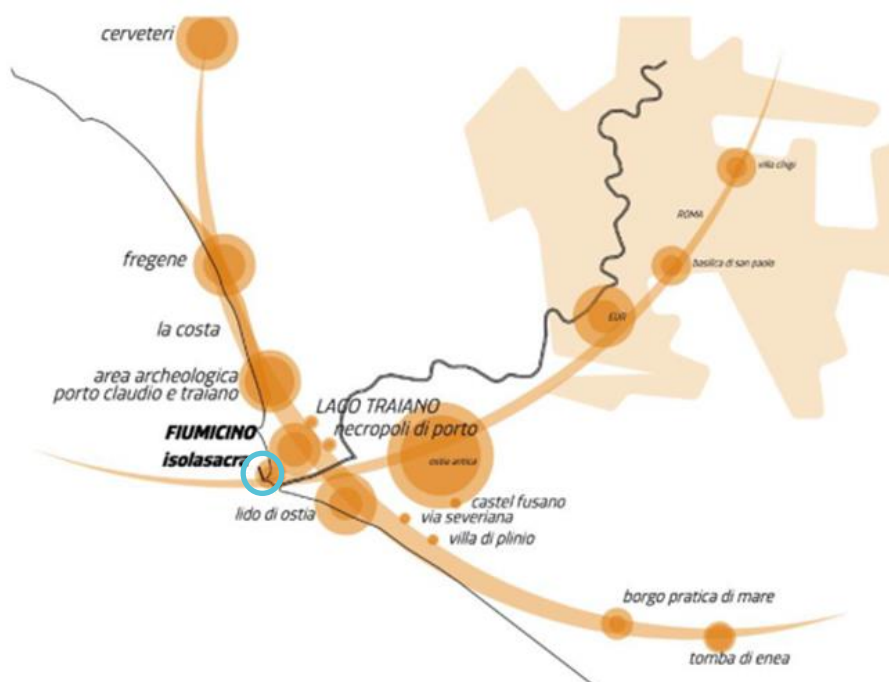 cerveteri
villa chigi
ROMA
fregene
basilica di san paolo
la costa
EUR
area archeologica
porto claudio e traiano
LAGO TRAIANO
FIUMICINO
necropoli di porto
isolasacra
ostia antica
lido di ostia
castel fusano
via severiana
villa di plinio
borgo pratica di mare
tomba di enea